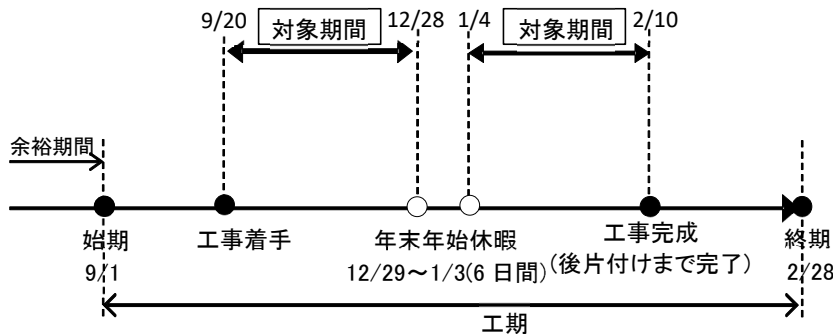 9/20 対象期間 12/28 1/4 対象期間 2/10
余裕期間
始期 工事着手 年末年始休暇 工事完成 終期
9/1 12/29～1/3(6 日間) (後片付けまで完了) 2/28
工期